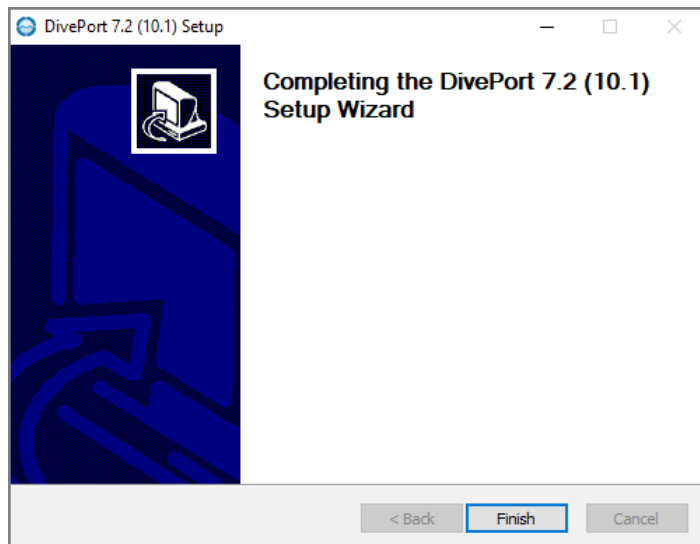 DivePort 7.2 (10.1) Setup
Completing the DivePort 7.2 (10.1)
Setup Wizard
< Back Finish Cancel